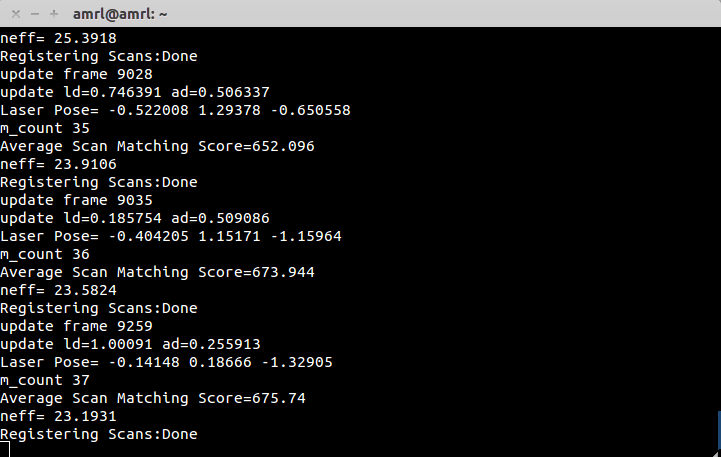 amrl@amrl: ~
neff= 25.3918
Registering Scans:Done
update frame 9028
update ld=0.746391 ad=0.506337
Laser Pose= -0.522008 1.29378 -0.650558
m_count 35
Average Scan Matching Score=652.096
neff= 23.9106
Registering Scans:Done
update frame 9035
update ld=0.185754 ad=0.509086
Laser Pose= -0.404205 1.15171 -1.15964
m_count 36
Average Scan Matching Score=673.944
neff= 23.5824
Registering Scans:Done
update frame 9259
update ld=1.00091 ad=0.255913
Laser Pose= -0.14148 0.18666 -1.32905
m_count 37
Average Scan Matching Score=675.74
neff= 23.1931
Registering Scans:Done